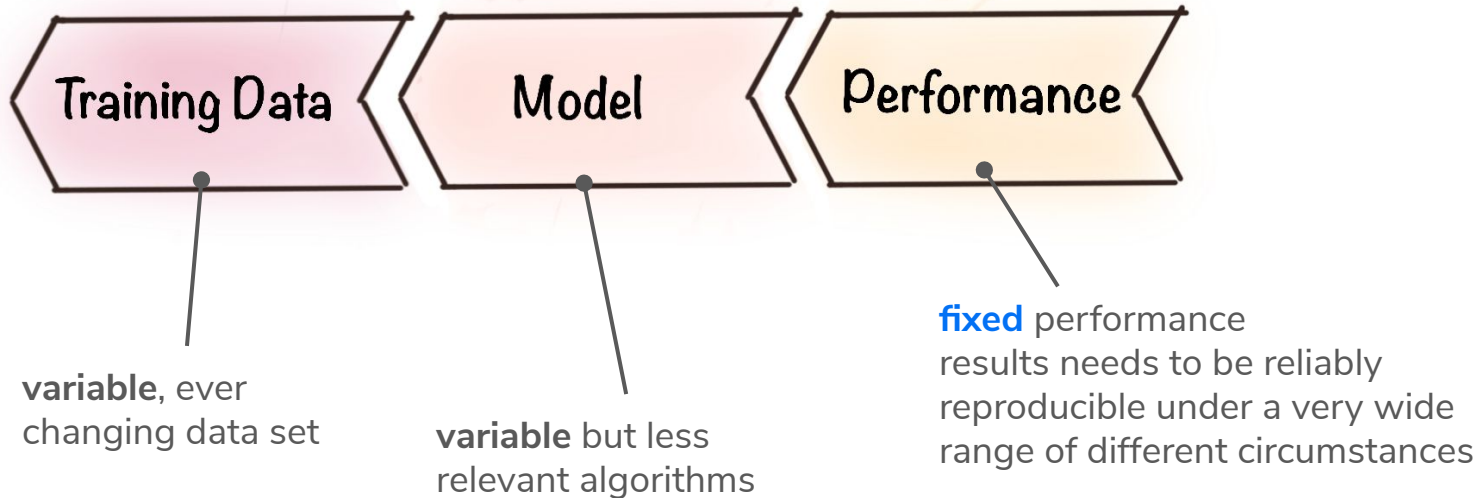 Training Data
Model
Performance
variable, ever
changing data set
variable but less
relevant algorithms
fixed performance
results needs to be reliably
reproducible under a very wide
range of different circumstances